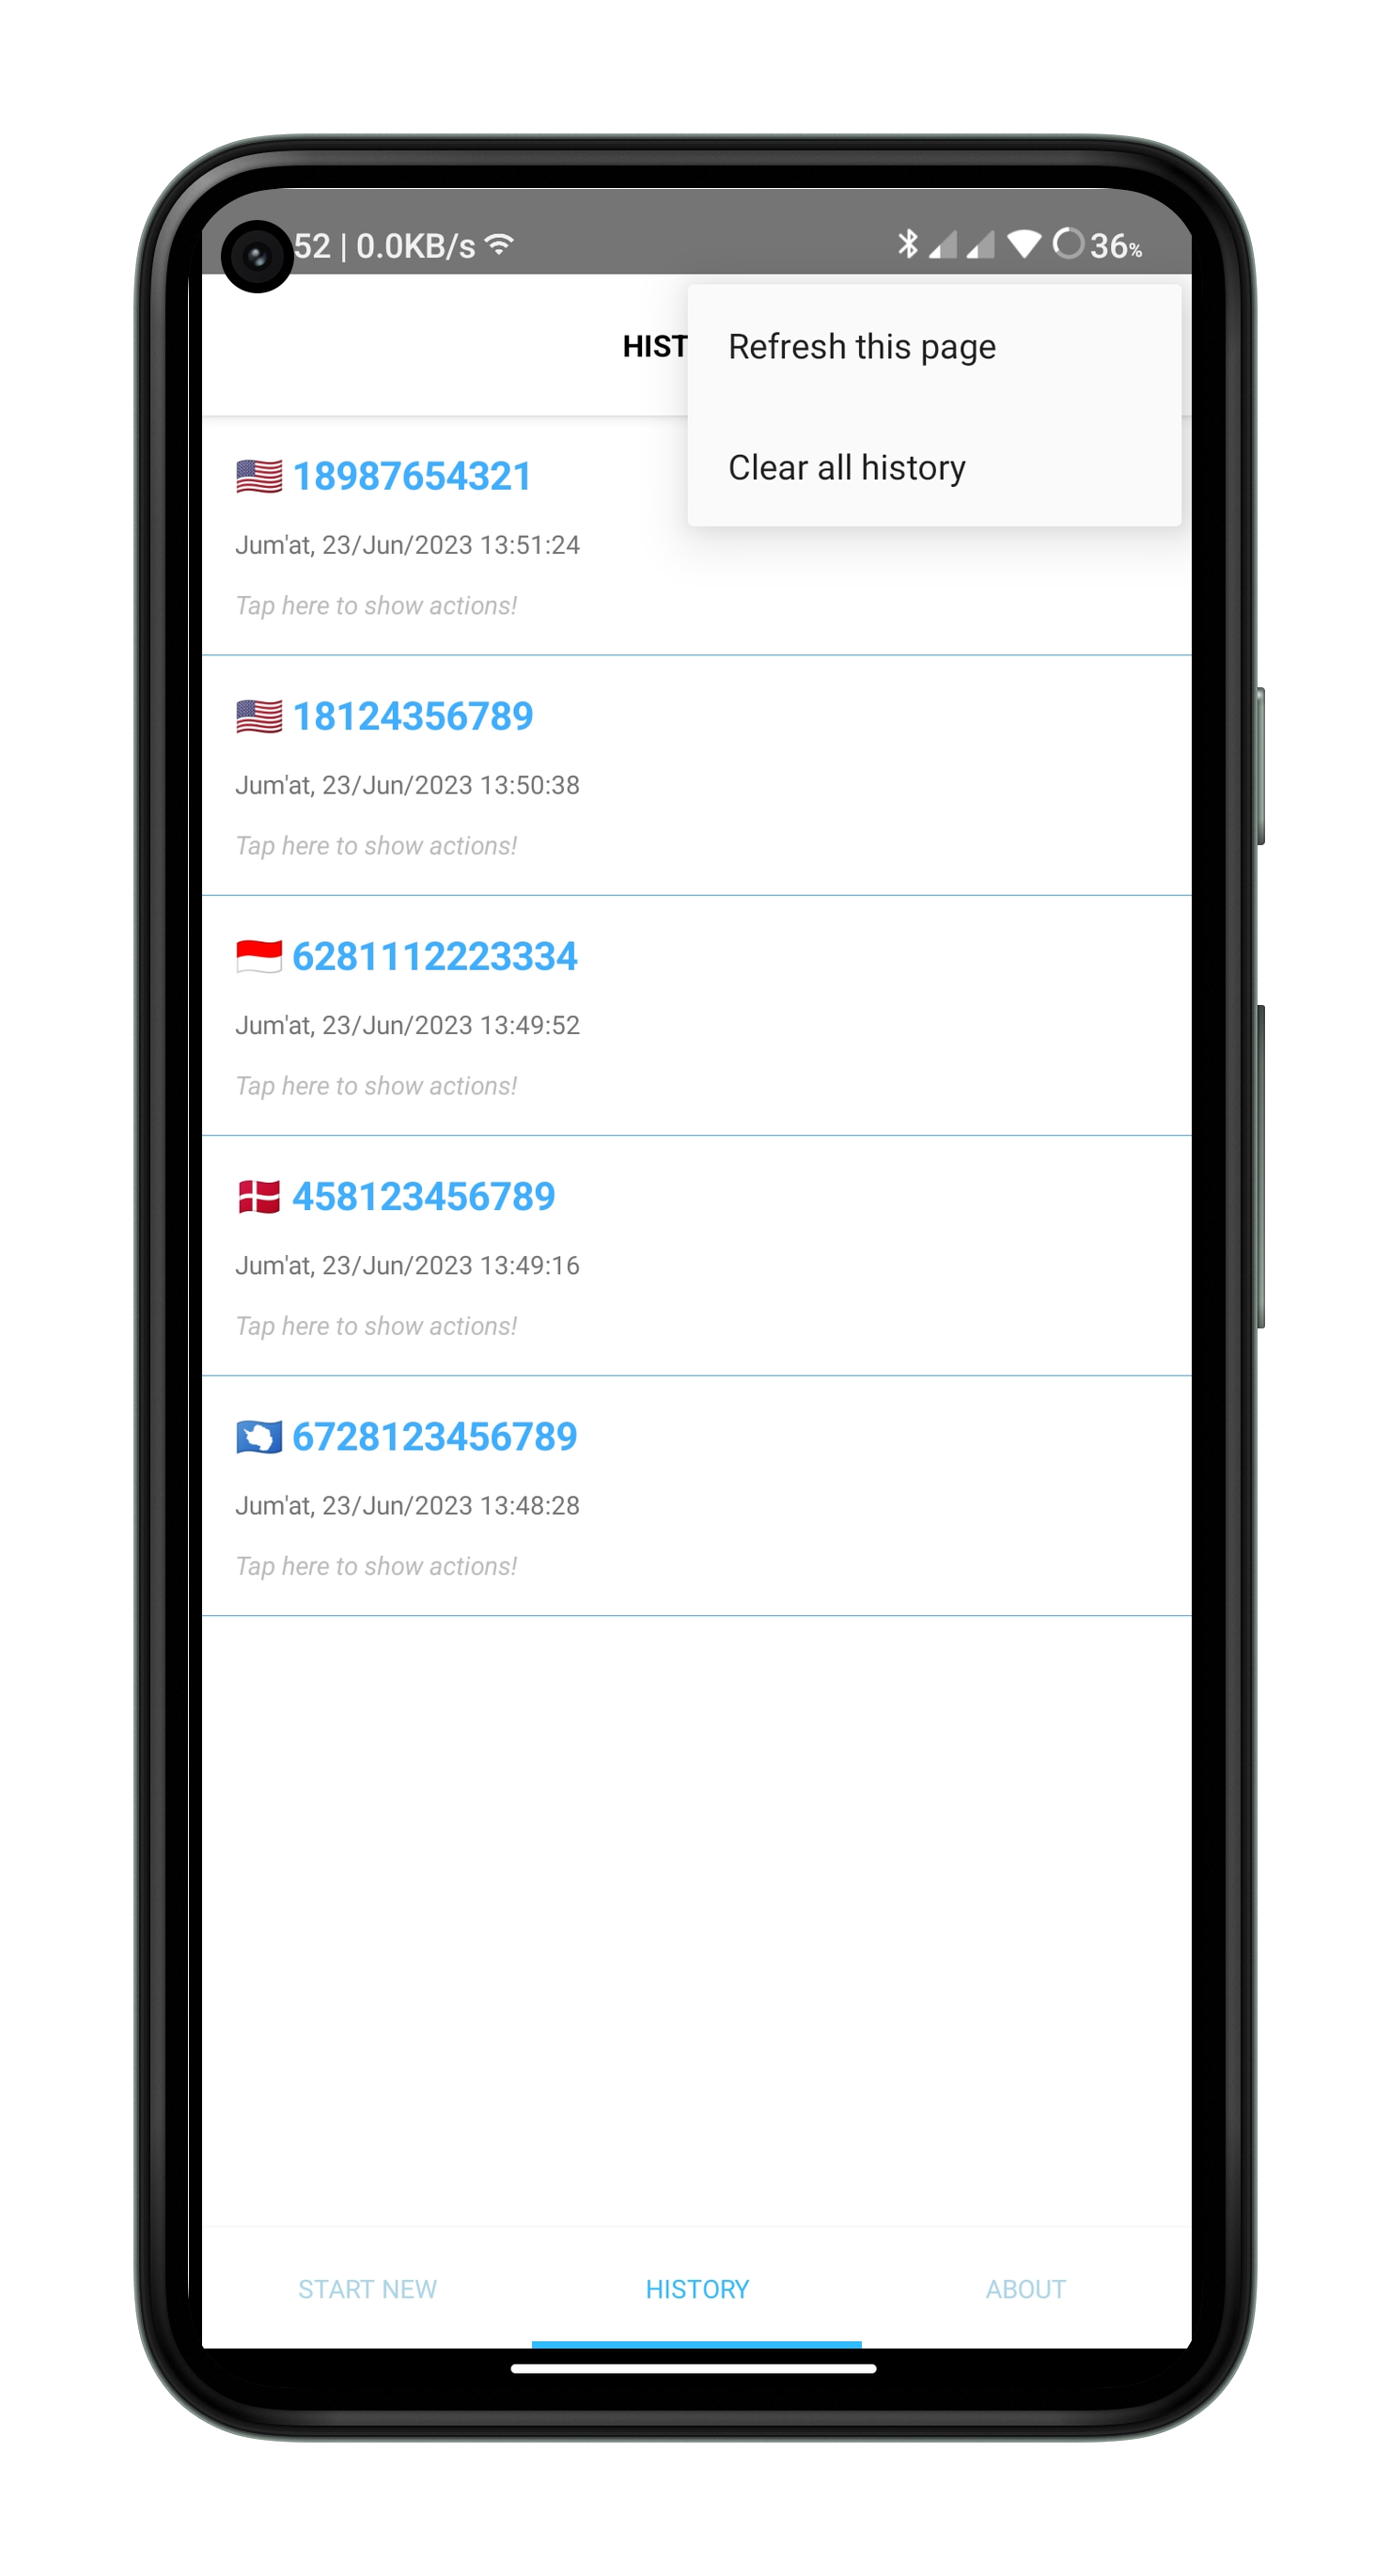 52 | 0.0KB/s 36%
HIST
Refresh this page
Clear all history
18987654321
Jum'at, 23/Jun/2023 13:51:24
Tap here to show actions!
18124356789
Jum'at, 23/Jun/2023 13:50:38
Tap here to show actions!
6281112223334
Jum'at, 23/Jun/2023 13:49:52
Tap here to show actions!
458123456789
Jum'at, 23/Jun/2023 13:49:16
Tap here to show actions!
6728123456789
Jum'at, 23/Jun/2023 13:48:28
Tap here to show actions!
START NEW HISTORY ABOUT